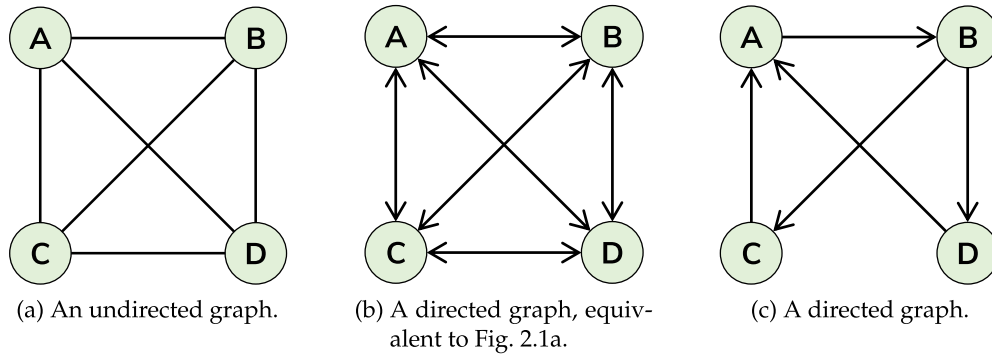 A B A B A B
C D C D C D
(a) An undirected graph.
(b) A directed graph, equiv-
alent to Fig. 2.1a.
(c) A directed graph.